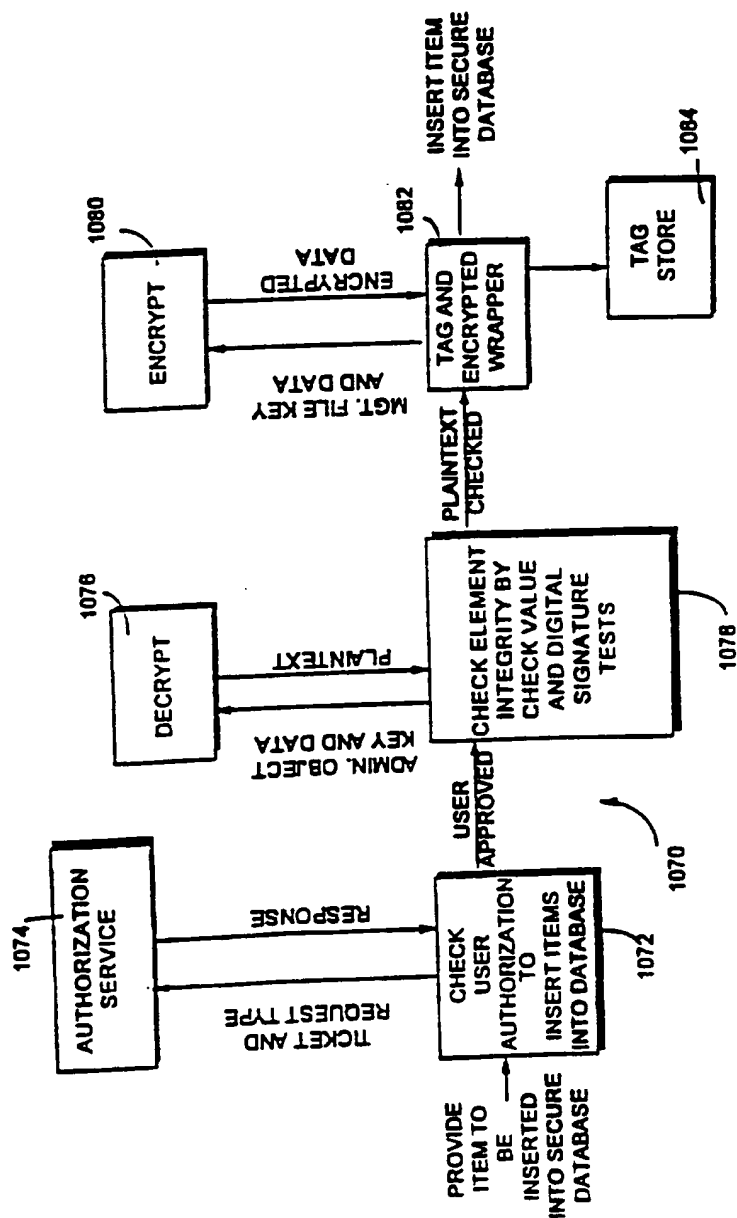 1074
AUTHORIZATION
SERVICE
TICKET AND
REQUEST TYPE
RESPONSE
PROVIDE
ITEM TO
BE
INSERTED
INTO SECURE
DATABASE
CHECK
USER
AUTHORIZATION
TO
INSERT ITEMS
INTO DATABASE
1072
1070
USER
APPROVED
1076
DECRYPT
ADMIN. OBJECT
KEY AND DATA
PLAINTEXT
CHECK ELEMENT
INTEGRITY BY
CHECK VALUE
AND DIGITAL
SIGNATURE
TESTS
1078
PLAINTEXT
CHECKED
1080
ENCRYPT
MGT. FILE KEY
AND DATA
ENCRYPTED
DATA
1082
TAG AND
ENCRYPTED
WRAPPER
INSERT ITEM
INTO SECURE
DATABASE
TAG
STORE
1084